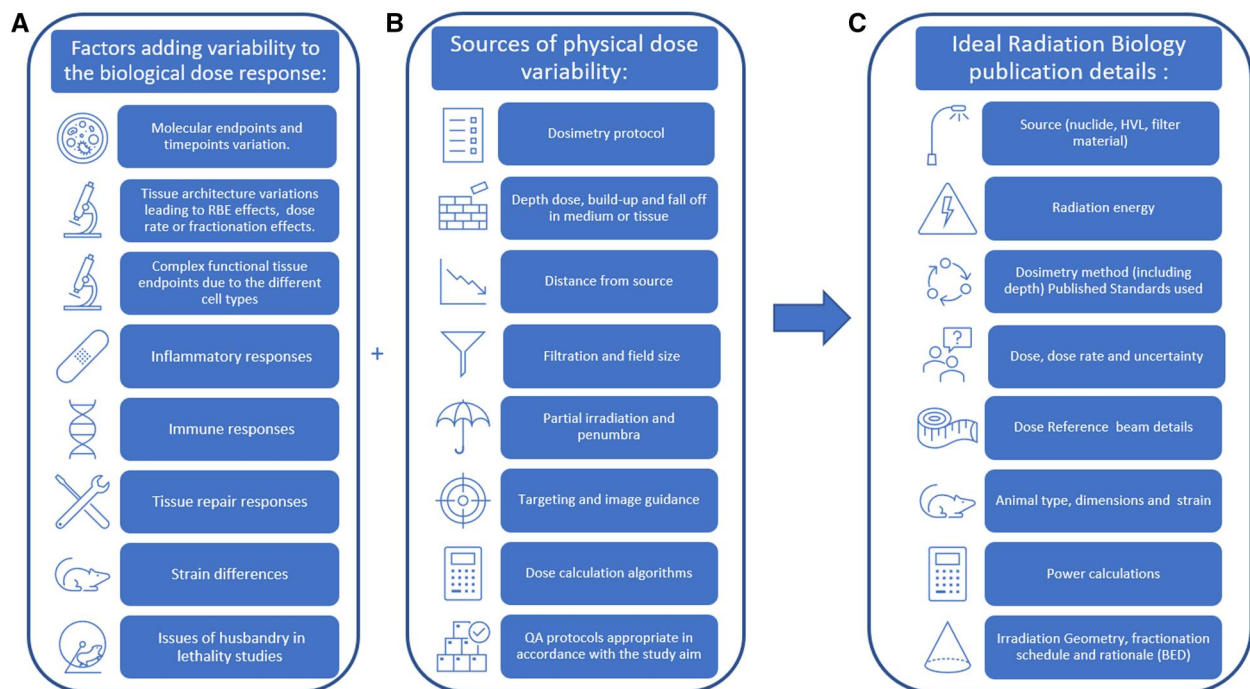 A
Factors adding variability to
the biological dose response:
Molecular endpoints and
timepoints variation.
Tissue architecture variations
leading to RBE effects, dose
rate or fractionation effects.
Complex functional tissue
endpoints due to the different
cell types
Inflammatory responses
Immune responses
Tissue repair responses
Strain differences
Issues of husbandry in
lethality studies
+
B
Sources of physical dose
variability:
Dosimetry protocol
Depth dose, build-up and fall off
in medium or tissue
Distance from source
Filtration and field size
Partial irradiation and
penumbra
Targeting and image guidance
Dose calculation algorithms
QA protocols appropriate in
accordance with the study aim
C
Ideal Radiation Biology
publication details :
Source (nuclide, HVL, filter
material)
Radiation energy
Dosimetry method (including
depth) Published Standards used
?
Dose, dose rate and uncertainty
Dose Reference beam details
Animal type, dimensions and strain
Power calculations
Irradiation Geometry, fractionation
schedule and rationale (BED)